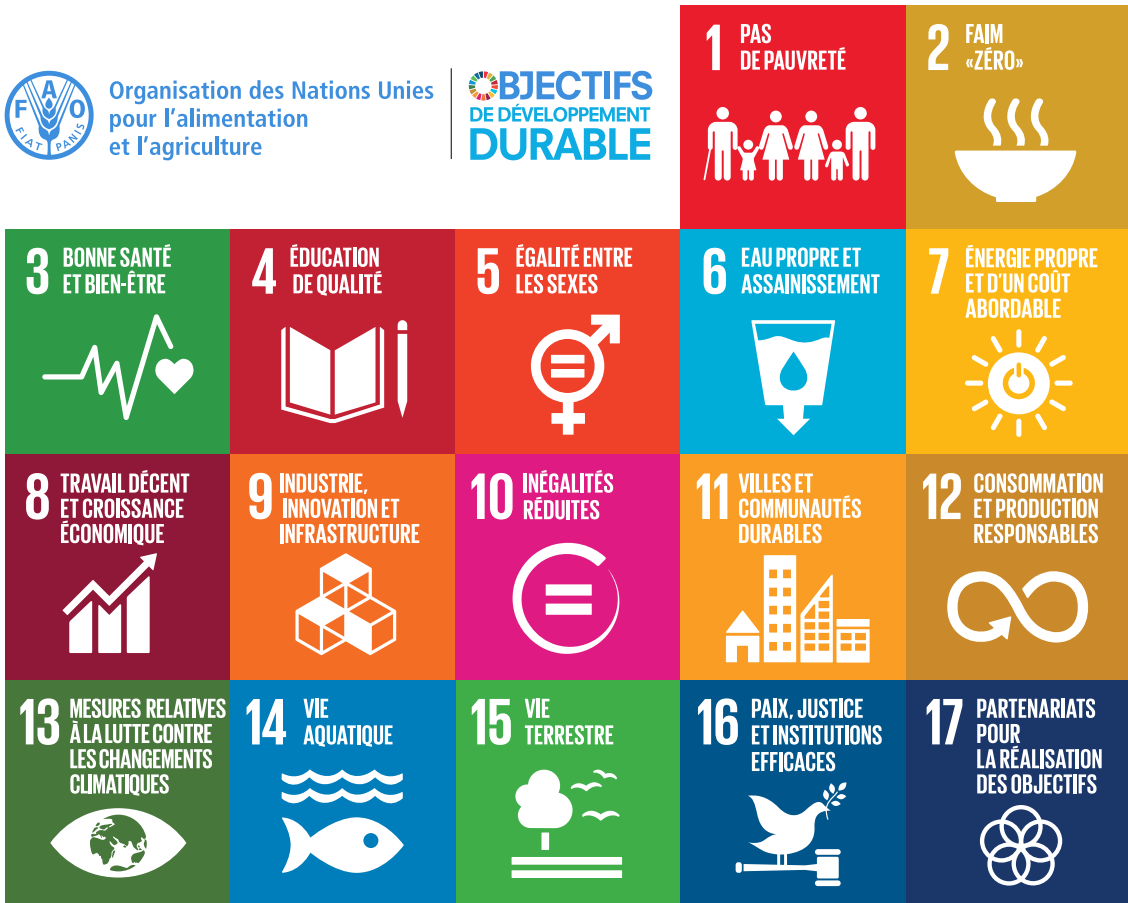 FAO
FIAT PANIS
Organisation des Nations Unies
pour l'alimentation
et l'agriculture
OBJECTIFS
DE DÉVELOPPEMENT
DURABLE
1 PAS
DE PAUVRETÉ
2 FAIM
«ZÉRO»
3 BONNE SANTÉ
ET BIEN-ÊTRE
4 ÉDUCATION
DE QUALITÉ
5 ÉGALITÉ ENTRE
LES SEXES
6 EAU PROPRE ET
ASSAINISSEMENT
7 ÉNERGIE PROPRE
ET D'UN COÛT
ABORDABLE
8 TRAVAIL DÉCENT
ET CROISSANCE
ÉCONOMIQUE
9 INDUSTRIE,
INNOVATION ET
INFRASTRUCTURE
10 INÉGALITÉS
RÉDUITES
11 VILLES ET
COMMUNAUTÉS
DURABLES
12 CONSOMMATION
ET PRODUCTION
RESPONSABLES
13 MESURES RELATIVES
À LA LUTTE CONTRE
LES CHANGEMENTS
CLIMATIQUES
14 VIE
AQUATIQUE
15 VIE
TERRESTRE
16 PAIX, JUSTICE
ET INSTITUTIONS
EFFICACES
17 PARTENARIATS
POUR
LA RÉALISATION
DES OBJECTIFS